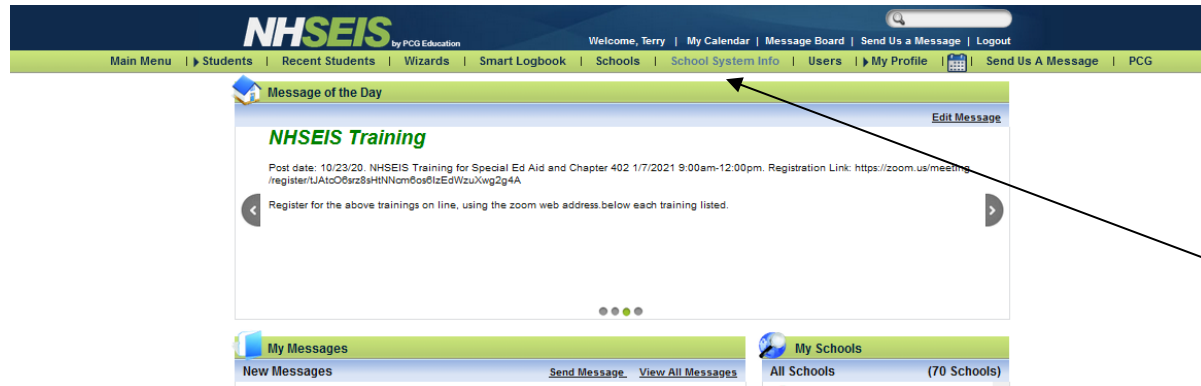 NHSEIS by PCG Education
Welcome, Terry | My Calendar | Message Board | Send Us a Message | Logout
Main Menu | Students | Recent Students | Wizards | Smart Logbook | Schools | School System Info | Users | My Profile | | Send Us A Message | PCG
Message of the Day
Edit Message
NHSEIS Training
Post date: 10/23/20. NHSEIS Training for Special Ed Aid and Chapter 402 1/7/2021 9:00am-12:00pm. Registration Link: https://zoom.us/meeting
Register for the above trainings on line, using the zoom web address.below each training listed.
My Messages
New Messages Send Message View All Messages
My Schools
All Schools (70 Schools)